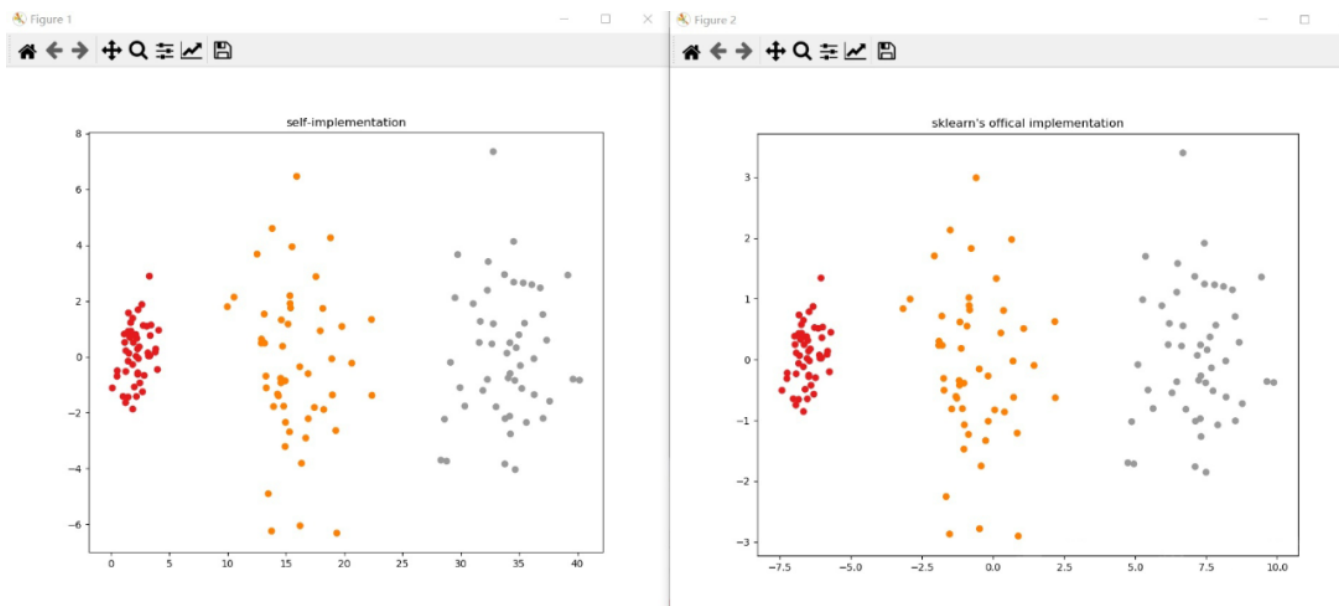 Figure 1
Figure 2
self-implementation
8
6
4
2
0
−2
−4
−6
0 5 10 15 20 25 30 35 40
sklearn's offical implementation
3
2
1
0
−1
−2
−3
−7.5 −5.0 −2.5 0.0 2.5 5.0 7.5 10.0